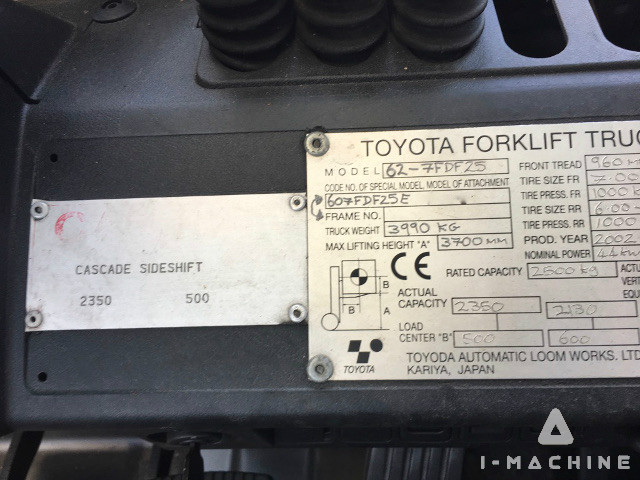 TOYOTA FORKLIFT TRUC
MODEL 62-7FDF25
FRONT TREAD 960 M
CODE NO. OF SPECIAL MODEL. MODEL OF ATTACHMENT
TIRE SIZE FR 7.00
607FDF25E
TIRE PRESS. FR 1000
FRAME NO.
TIRE SIZE RR 6.00
TRUCK WEIGHT 3990 KG
TIRE PRESS. RR 1000
MAX LIFTING HEIGHT "A" 3700 MM
PROD. YEAR 2002
NOMINAL POWER 44 kw
CE RATED CAPACITY 2500 kg
ACTU
VERT
EQUI
B
B
A
ACTUAL CAPACITY 2350 2130
LOAD CENTER "B" 500 600
TOYOTA
TOYODA AUTOMATIC LOOM WORKS. LTD
KARIYA, JAPAN
CASCADE SIDESHIFT
2350 500
I-MACHINE